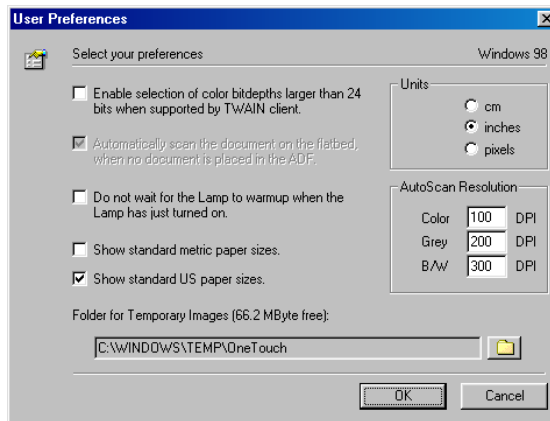 User Preferences
Select your preferences
Windows 98
Enable selection of color bitdepths larger than 24
bits when supported by TWAIN client.
Automatically scan the document on the flatbed,
when no document is placed in the ADF.
Do not wait for the Lamp to warmup when the
Lamp has just turned on.
Show standard metric paper sizes.
Show standard US paper sizes.
Units
cm
inches
pixels
AutoScan Resolution
Color 100 DPI
Grey 200 DPI
B/W 300 DPI
Folder for Temporary Images (66.2 MByte free):
C:\WINDOWS\TEMP\OneTouch
OK
Cancel